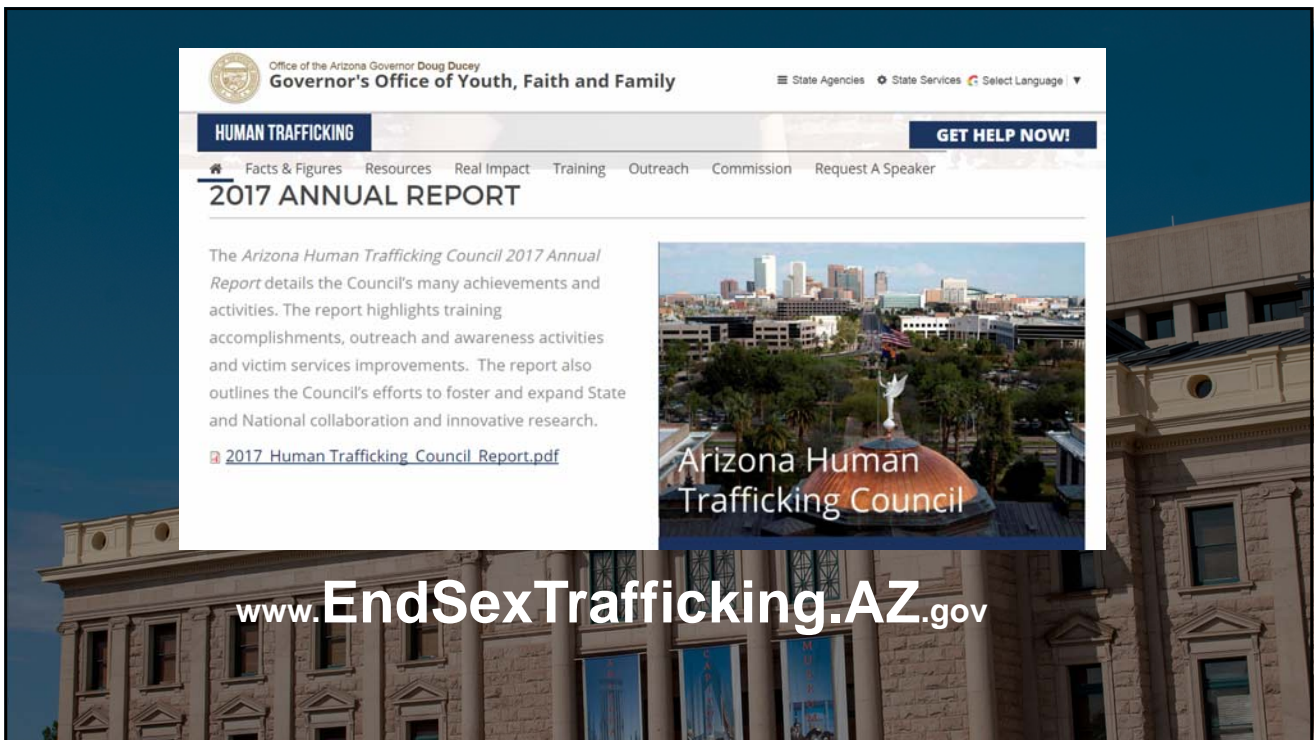 Office of the Arizona Governor Doug Ducey
Governor's Office of Youth, Faith and Family
State Agencies State Services Select Language ▼
HUMAN TRAFFICKING
GET HELP NOW!
Facts & Figures Resources Real Impact Training Outreach Commission Request A Speaker
2017 ANNUAL REPORT
The Arizona Human Trafficking Council 2017 Annual
Report details the Council's many achievements and
activities. The report highlights training
accomplishments, outreach and awareness activities
and victim services improvements. The report also
outlines the Council's efforts to foster and expand State
and National collaboration and innovative research.
2017_Human_Trafficking_Council_Report.pdf
Arizona Human
Trafficking Council
www.EndSexTrafficking.AZ.gov